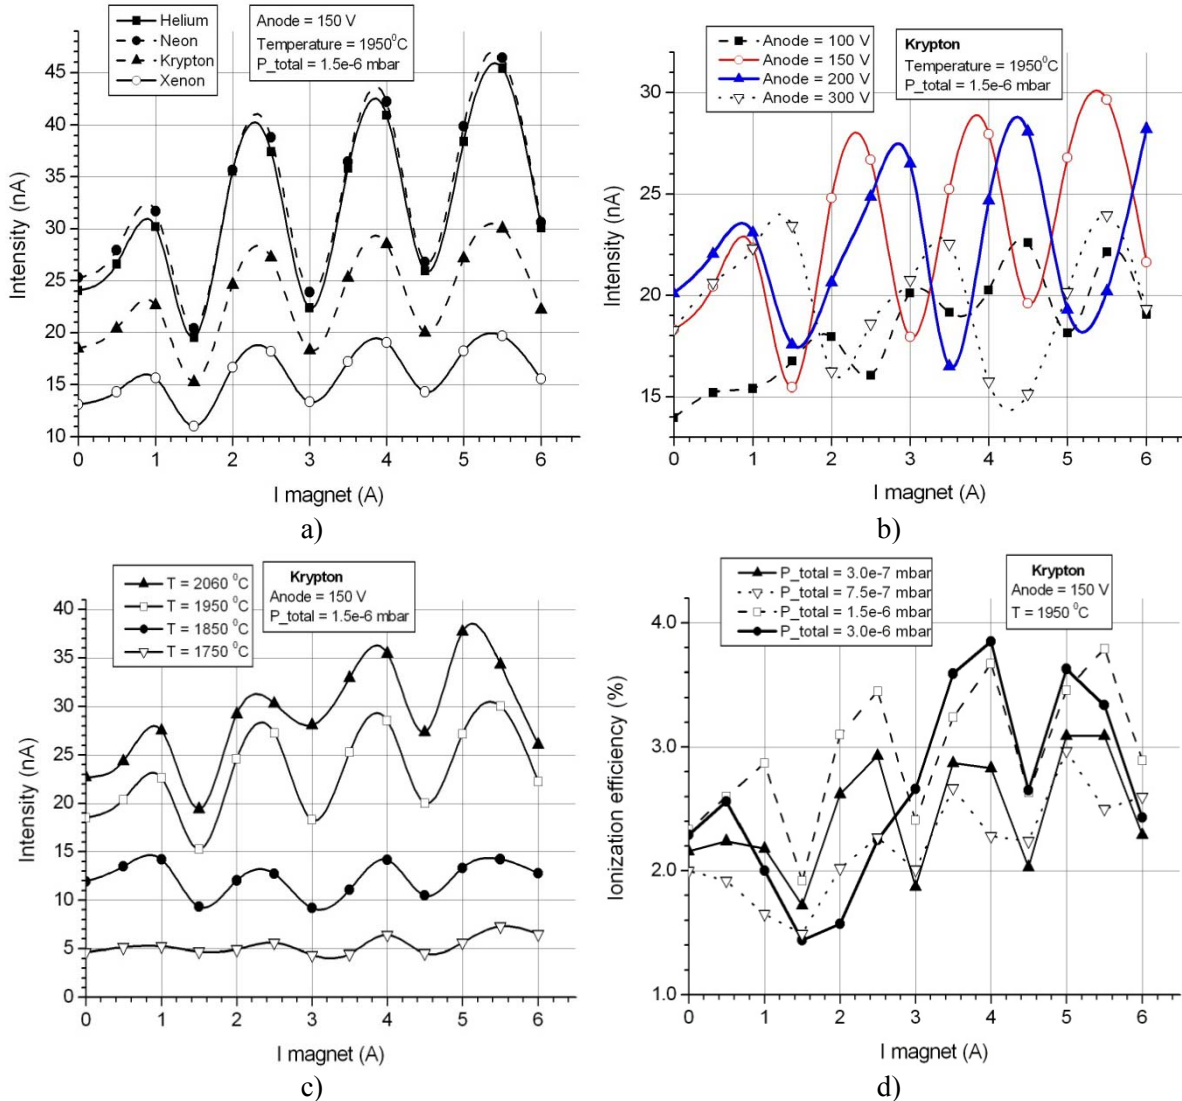 Helium
Neon
Krypton
Xenon
Anode = 150 V
Temperature = 1950⁰C
P_total = 1.5e-6 mbar
Intensity (nA)
45
40
35
30
25
20
15
10
0 1 2 3 4 5 6
I magnet (A)
a)
Anode = 100 V
Anode = 150 V
Anode = 200 V
Anode = 300 V
Krypton
Temperature = 1950⁰C
P_total = 1.5e-6 mbar
Intensity (nA)
30
25
20
15
0 1 2 3 4 5 6
I magnet (A)
b)
T = 2060 ⁰C
T = 1950 ⁰C
T = 1850 ⁰C
T = 1750 ⁰C
Krypton
Anode = 150 V
P_total = 1.5e-6 mbar
Intensity (nA)
40
35
30
25
20
15
10
5
0
0 1 2 3 4 5 6
I magnet (A)
c)
P_total = 3.0e-7 mbar
P_total = 7.5e-7 mbar
P_total = 1.5e-6 mbar
P_total = 3.0e-6 mbar
Krypton
Anode = 150 V
T = 1950 ⁰C
Ionization efficiency (%)
4.0
3.0
2.0
1.0
0 1 2 3 4 5 6
I magnet (A)
d)